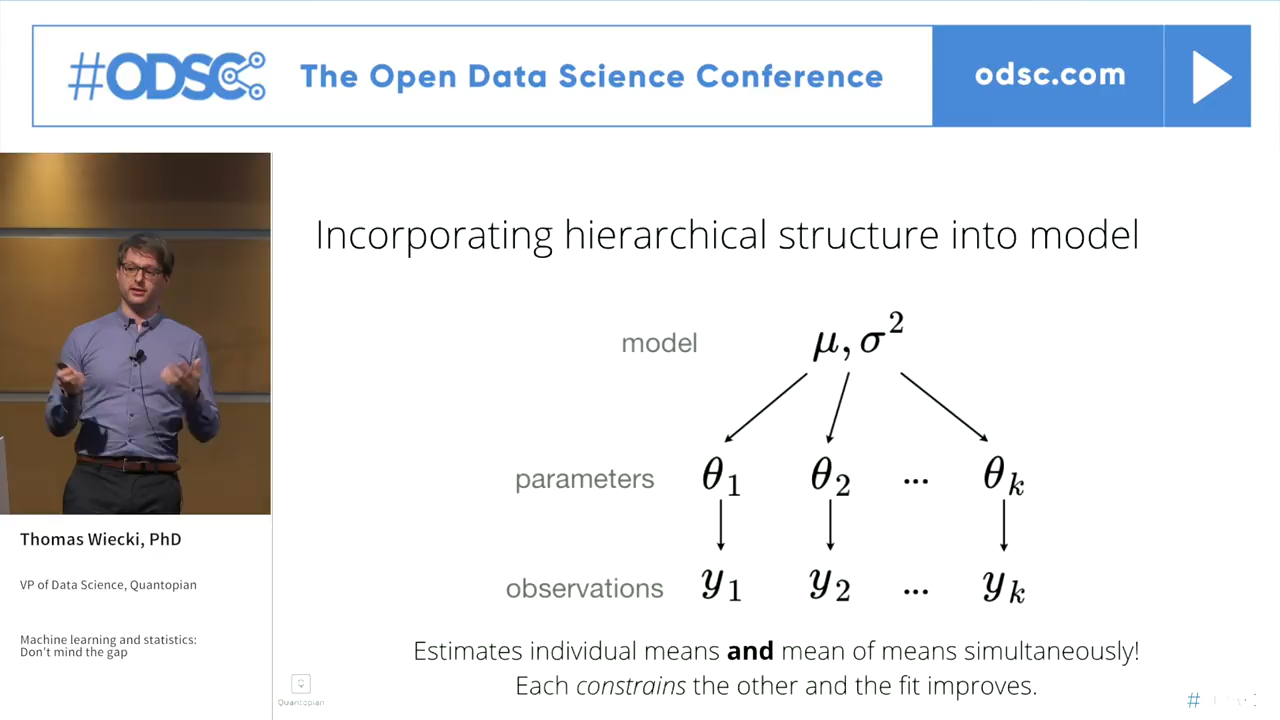 #ODSC The Open Data Science Conference odsc.com
Incorporating hierarchical structure into model
model μ, σ²
parameters θ₁ θ₂ ... θₖ
observations y₁ y₂ ... yₖ
Estimates individual means and mean of means simultaneously!
Each constrains the other and the fit improves.
Thomas Wiecki, PhD
VP of Data Science, Quantopian
Machine learning and statistics:
Don't mind the gap
Quantopian
#